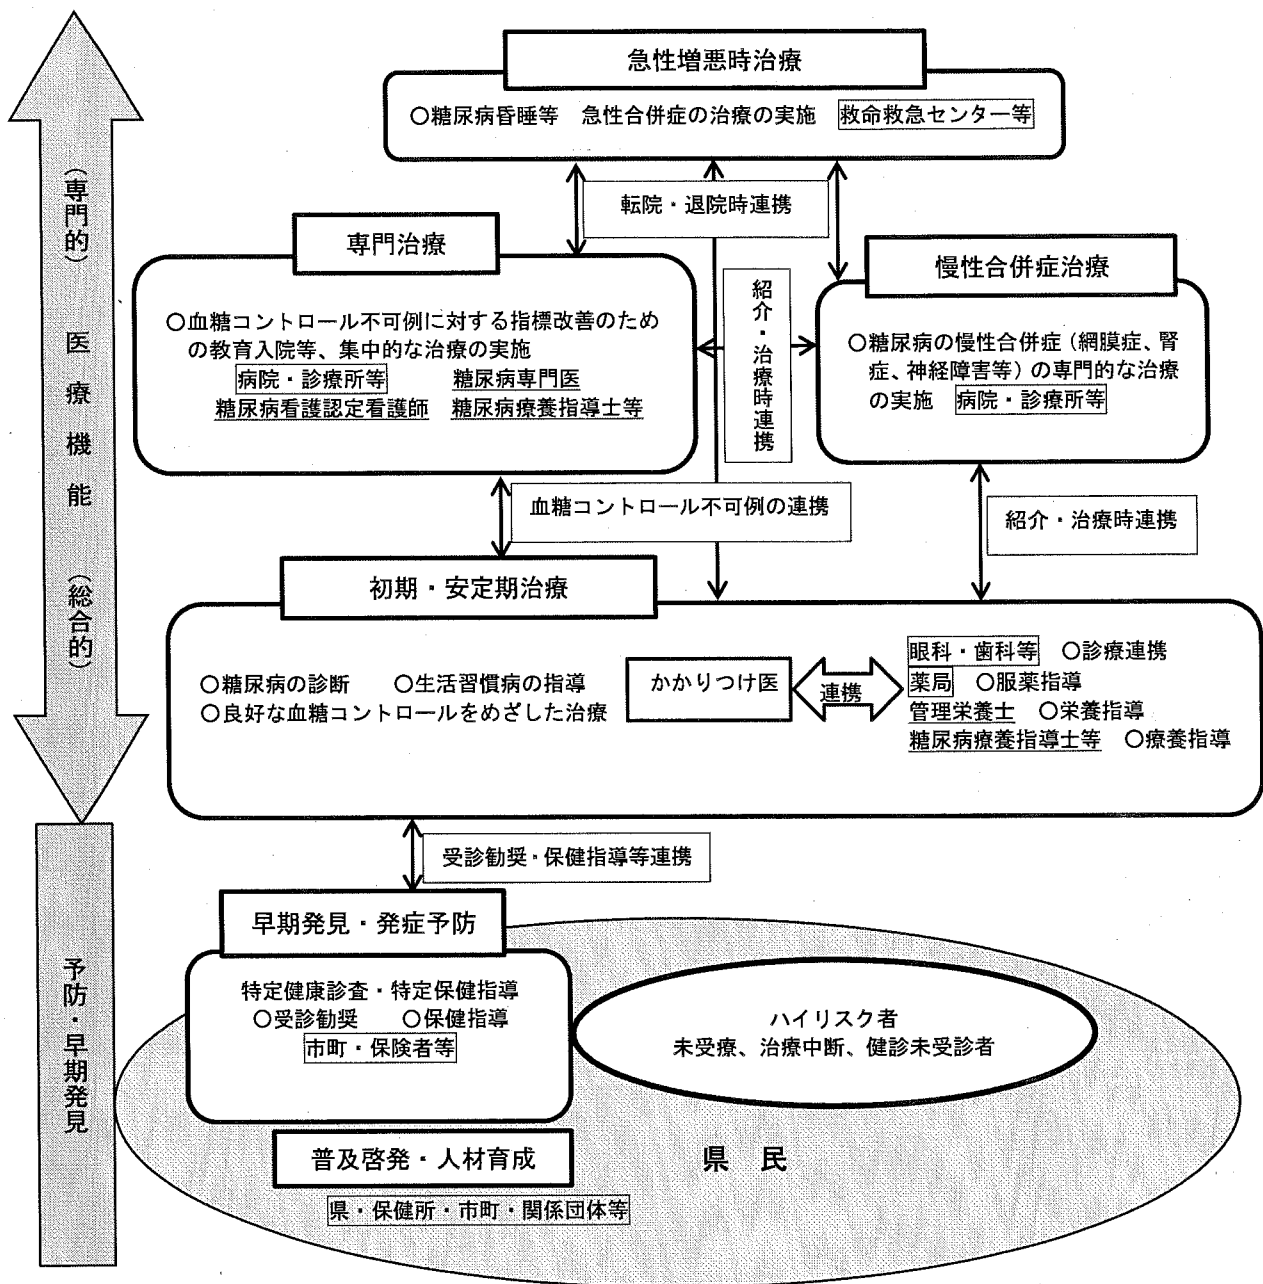 急性増悪時治療
〇糖尿病昏睡等　急性合併症の治療の実施　救命救急センター等
転院・退院時連携
専門治療
〇血糖コントロール不可例に対する指標改善のため
の教育入院等、集中的な治療の実施
病院・診療所等　糖尿病専門医
糖尿病看護認定看護師　糖尿病療養指導士等
紹介・治療時連携
慢性合併症治療
〇糖尿病の慢性合併症（網膜症、腎
症、神経障害等）の専門的な治療
の実施　病院・診療所等
血糖コントロール不可例の連携
紹介・治療時連携
初期・安定期治療
〇糖尿病の診断　〇生活習慣病の指導
〇良好な血糖コントロールをめざした治療
かかりつけ医
連携
眼科・歯科等　〇診療連携
薬局　〇服薬指導
管理栄養士　〇栄養指導
糖尿病療養指導士等　〇療養指導
受診勧奨・保健指導等連携
早期発見・発症予防
特定健康診査・特定保健指導
〇受診勧奨　〇保健指導
市町・保険者等
ハイリスク者
未受療、治療中断、健診未受診者
普及啓発・人材育成
県・保健所・市町・関係団体等
県　民
（専門的）　医　療　機　能　（総合的）
予防・早期発見